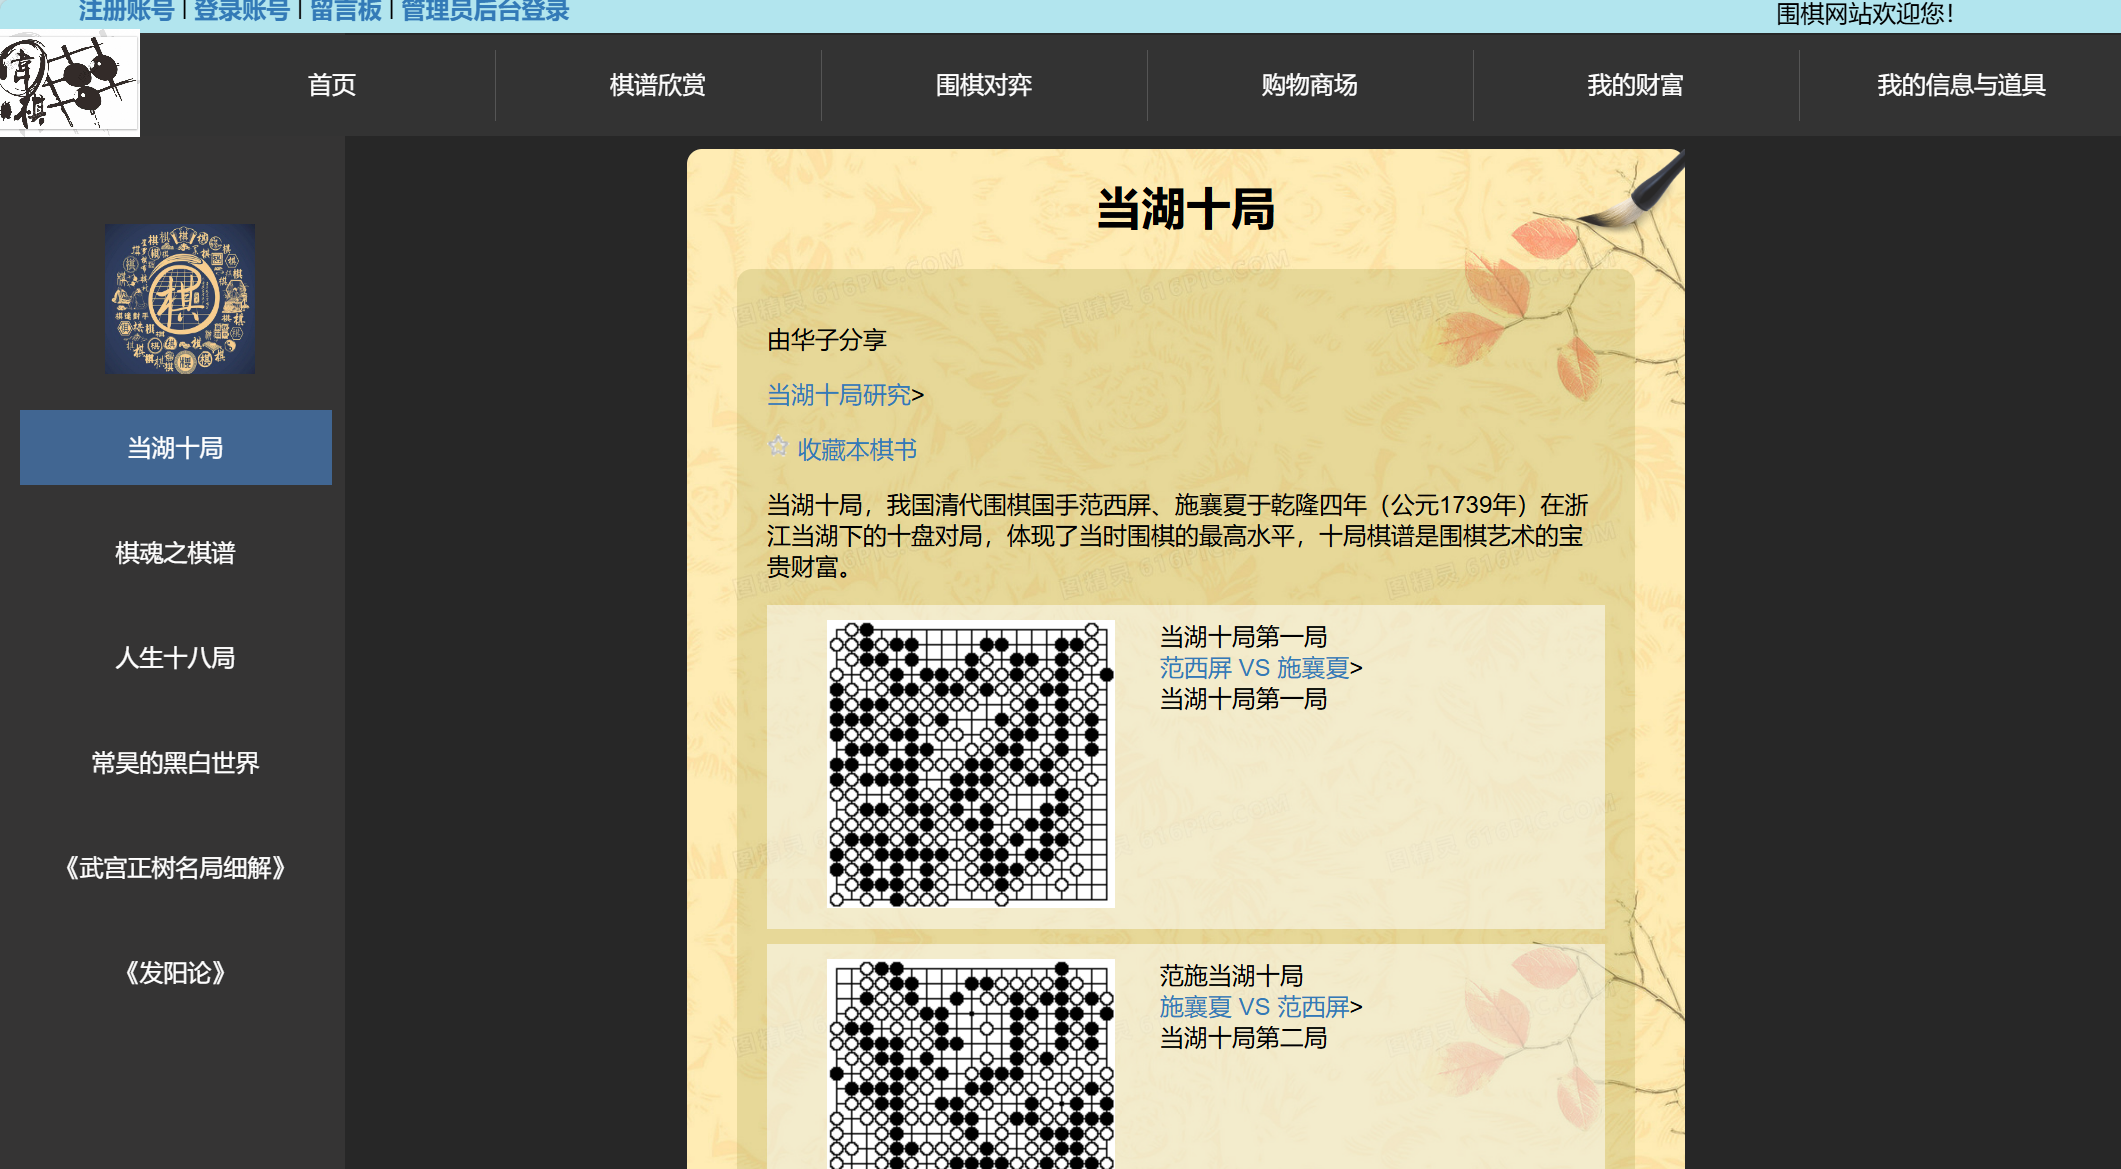 注册账号 | 登录账号 | 留言板 | 管理员后台登录
围棋网站欢迎您！
围棋
首页
棋谱欣赏
围棋对弈
购物商场
我的财富
我的信息与道具
棋
当湖十局
棋魂之棋谱
人生十八局
常昊的黑白世界
《武宫正树名局细解》
《发阳论》
当湖十局
由华子分享
当湖十局研究>
收藏本棋书
当湖十局，我国清代围棋国手范西屏、施襄夏于乾隆四年（公元1739年）在浙
江当湖下的十盘对局，体现了当时围棋的最高水平，十局棋谱是围棋艺术的宝
贵财富。
当湖十局第一局
范西屏 VS 施襄夏>
当湖十局第一局
范施当湖十局
施襄夏 VS 范西屏>
当湖十局第二局